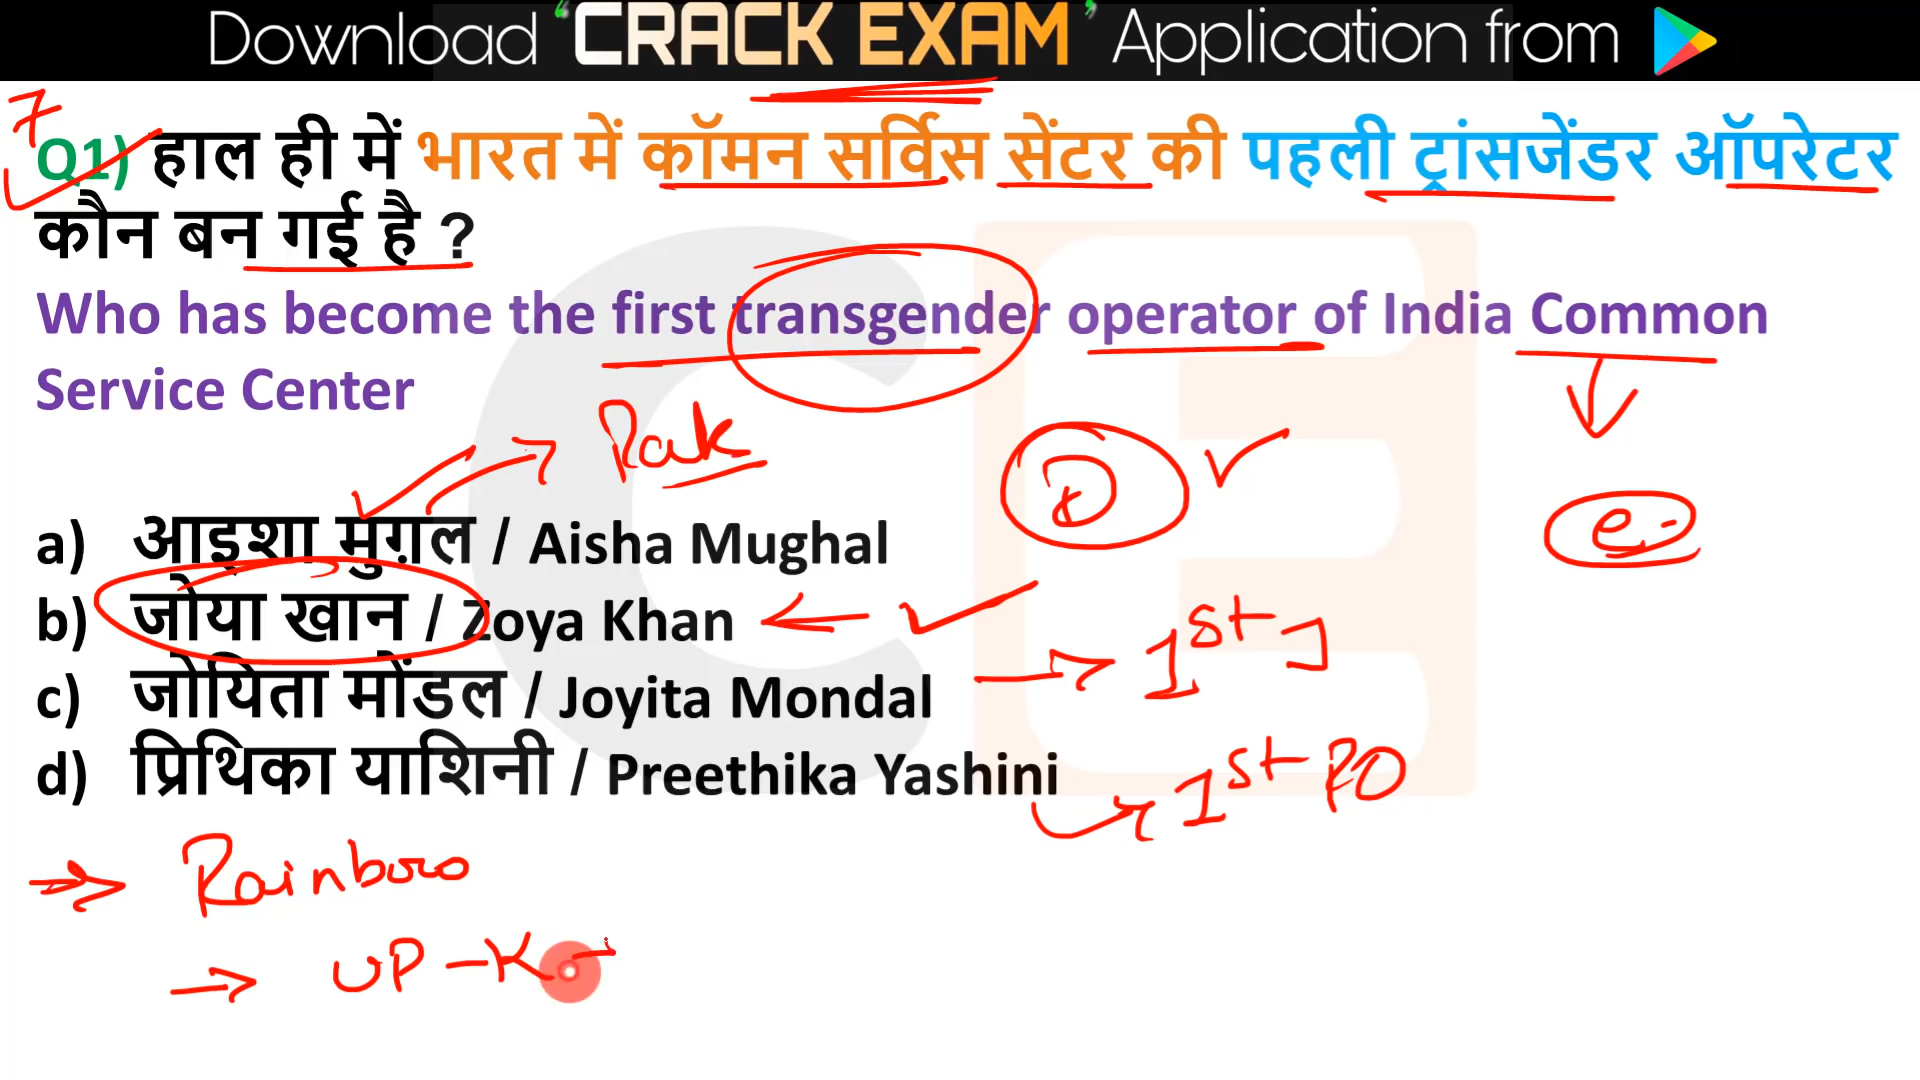 Download ‘CRACK EXAM’ Application from
7
Q1) हाल ही में भारत में कॉमन सर्विस सेंटर की पहली ट्रांसजेंडर ऑपरेटर
कौन बन गई है ?
Who has become the first transgender operator of India Common
Service Center
Pak
D
e-
a) आइशा मुग़ल / Aisha Mughal
b) जोया खान / Zoya Khan
c) जोयिता मोंडल / Joyita Mondal
1st J
d) प्रिथिका याशिनी / Preethika Yashini
1st PO
Rainbow
UP-K